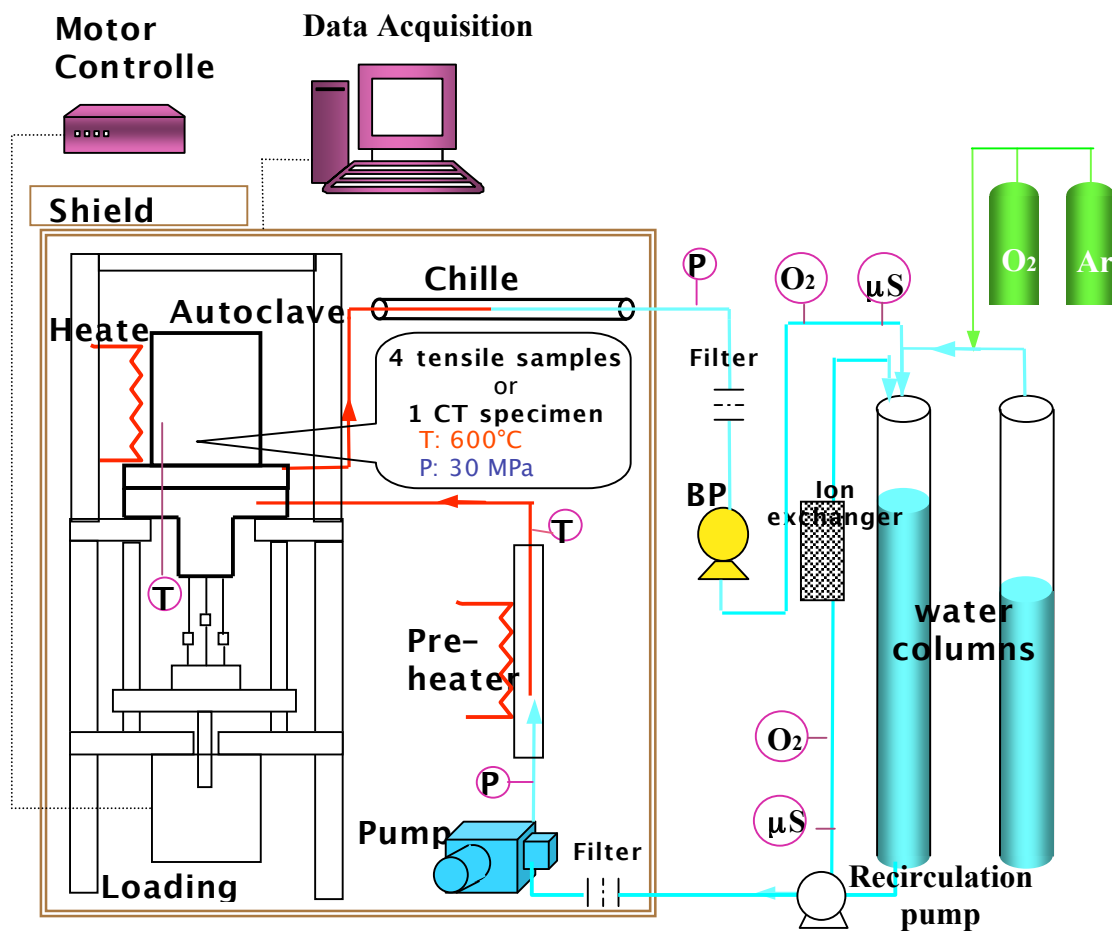 Motor
Controlle
Data Acquisition
Shield
Heate
Autoclave
Chille
4 tensile samples
or
1 CT specimen
T: 600°C
P: 30 MPa
T
T
Pre-
heater
P
Pump
Filter
Loading
P
Filter
BP
O2
μS
Ion
exchanger
O2
μS
O2
Ar
water
columns
Recirculation
pump